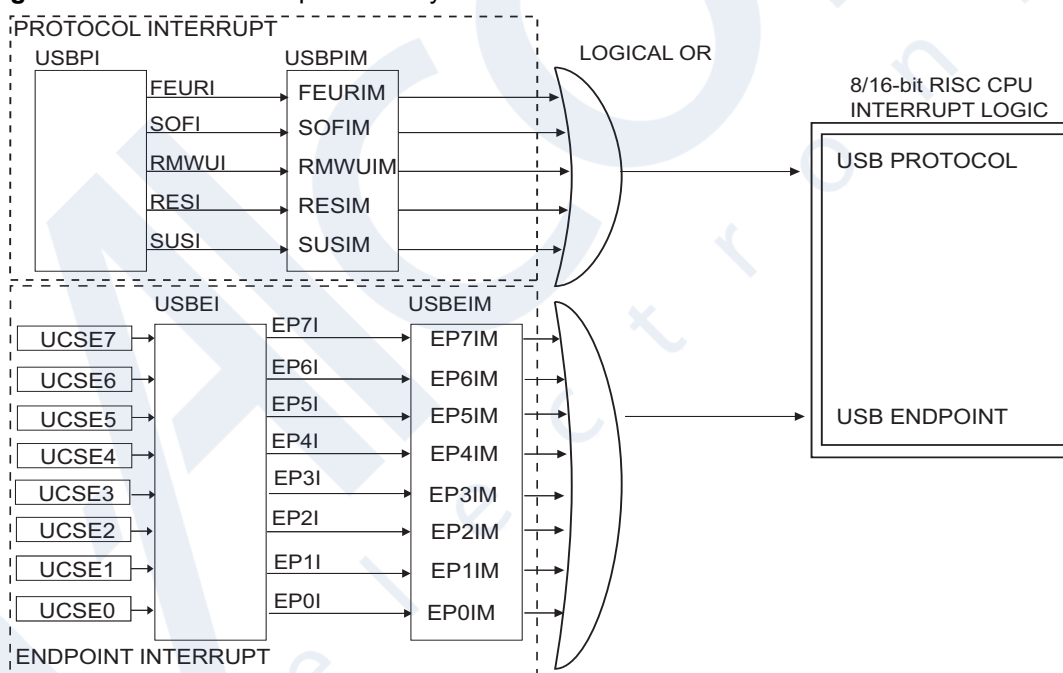 PROTOCOL INTERRUPT
USBPI
USBPIM
LOGICAL OR
8/16-bit RISC CPU
INTERRUPT LOGIC
FEURI
FEURIM
SOFI
SOFIM
RMWUI
RMWUIM
RESI
RESIM
SUSI
SUSIM
USB PROTOCOL
USBEI
USBEIM
UCSE7
EP7I
EP7IM
UCSE6
EP6I
EP6IM
UCSE5
EP5I
EP5IM
USB ENDPOINT
UCSE4
EP4I
EP4IM
UCSE3
EP3I
EP3IM
UCSE2
EP2I
EP2IM
UCSE1
EP1I
EP1IM
UCSE0
EP0I
EP0IM
ENDPOINT INTERRUPT